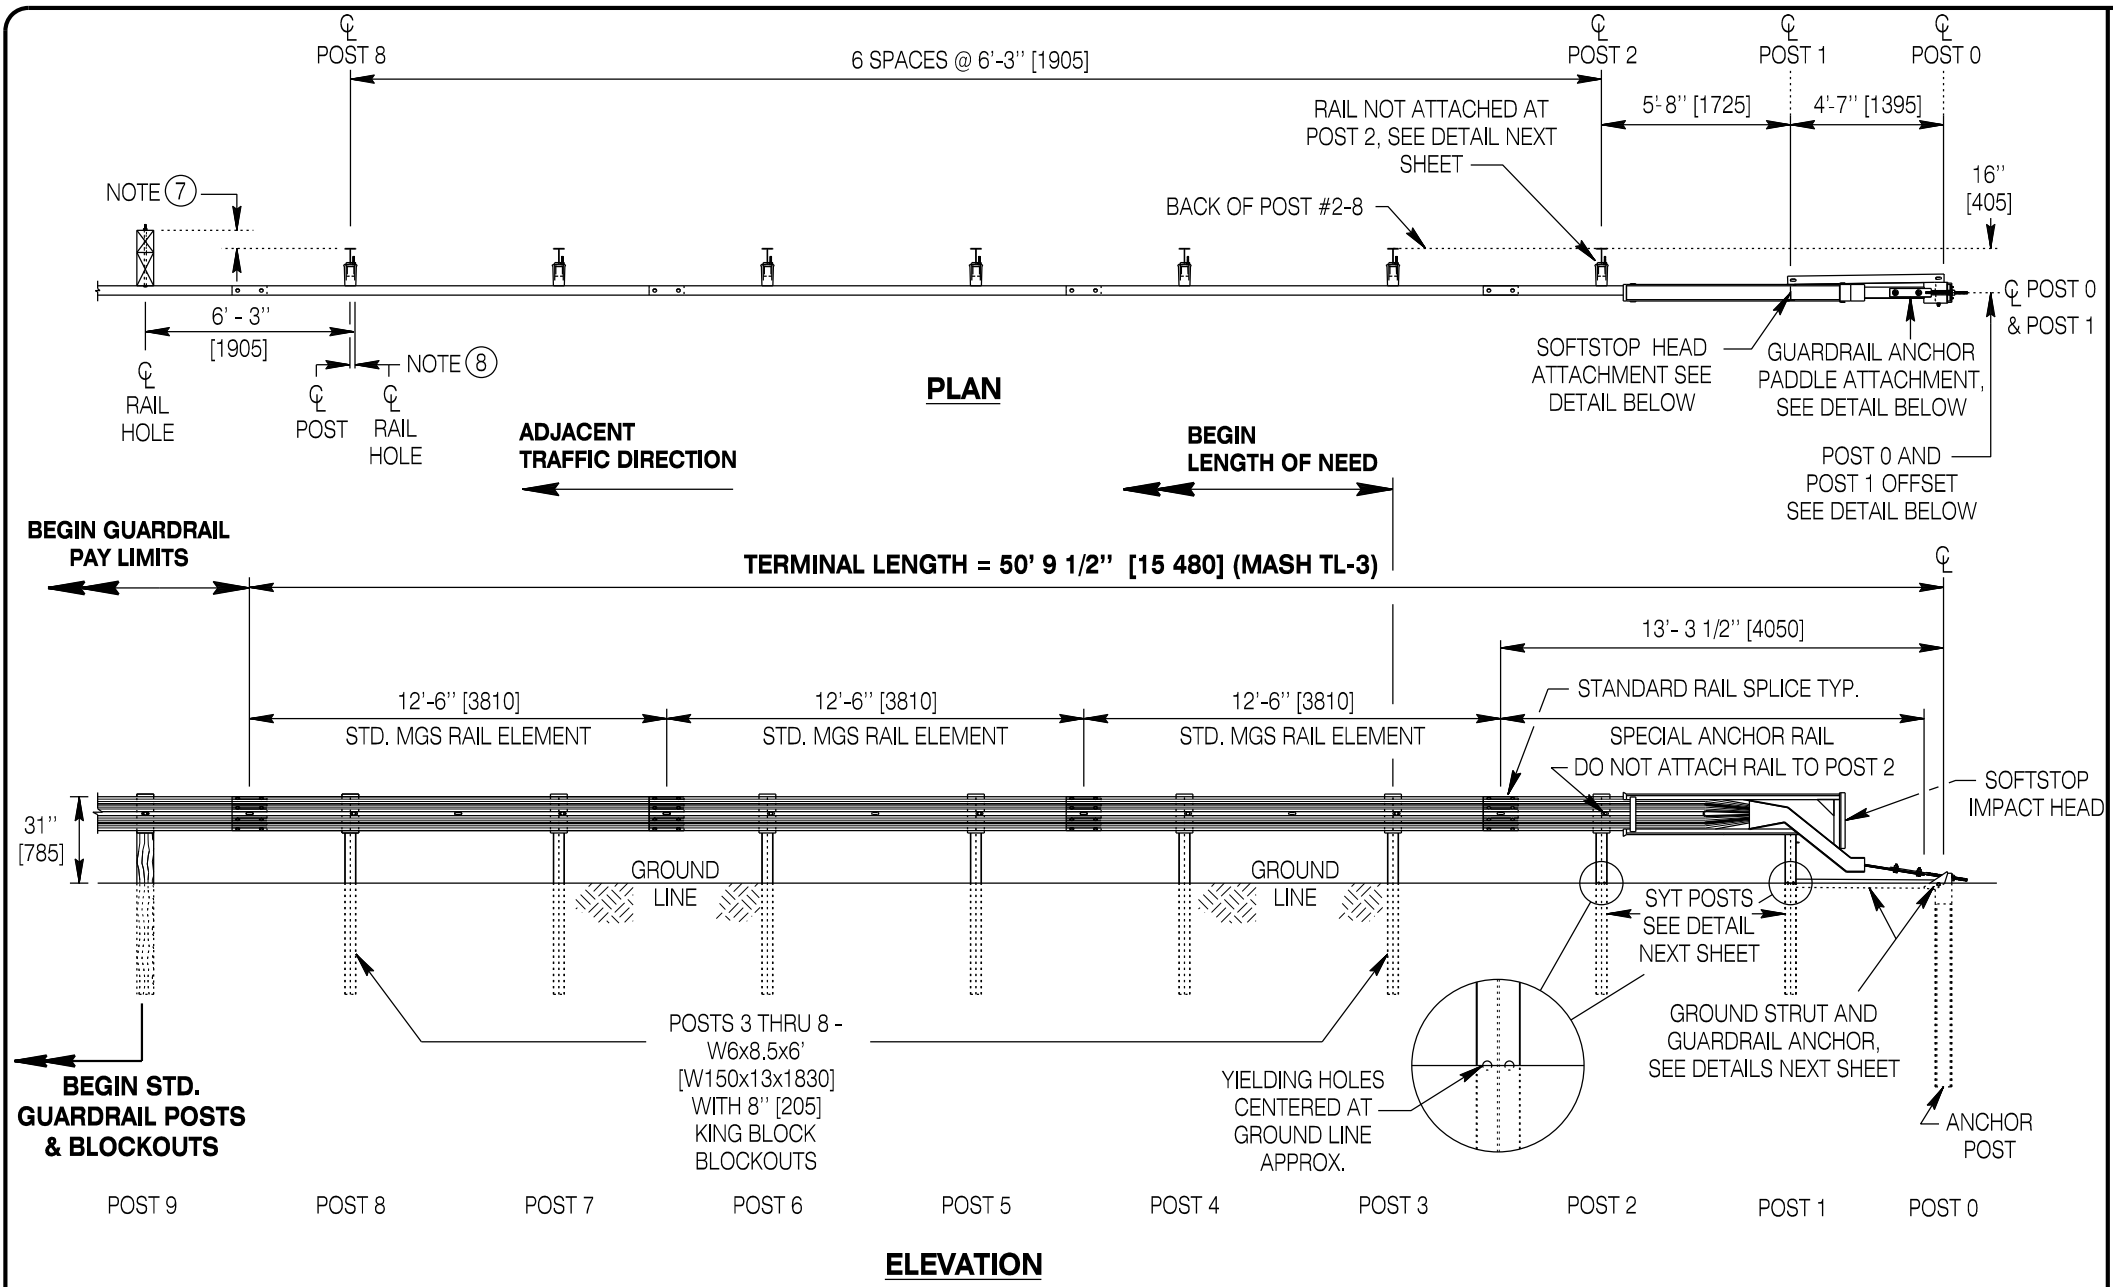 ℄
POST 8
6 SPACES @ 6'-3'' [1905]
℄
POST 2
℄
POST 1
℄
POST 0
5'-8'' [1725]
4'-7'' [1395]
RAIL NOT ATTACHED AT
POST 2, SEE DETAIL NEXT
SHEET
16''
[405]
NOTE 7
BACK OF POST #2-8
6' - 3''
[1905]
℄ POST 0
& POST 1
NOTE 8
℄
RAIL
HOLE
℄
POST
℄
RAIL
HOLE
PLAN
SOFTSTOP HEAD
ATTACHMENT SEE
DETAIL BELOW
GUARDRAIL ANCHOR
PADDLE ATTACHMENT,
SEE DETAIL BELOW
ADJACENT
TRAFFIC DIRECTION
BEGIN
LENGTH OF NEED
POST 0 AND
POST 1 OFFSET
SEE DETAIL BELOW
BEGIN GUARDRAIL
PAY LIMITS
TERMINAL LENGTH = 50' 9 1/2'' [15 480] (MASH TL-3)
℄
13'- 3 1/2'' [4050]
12'-6'' [3810]
STD. MGS RAIL ELEMENT
12'-6'' [3810]
STD. MGS RAIL ELEMENT
12'-6'' [3810]
STD. MGS RAIL ELEMENT
STANDARD RAIL SPLICE TYP.
SPECIAL ANCHOR RAIL
DO NOT ATTACH RAIL TO POST 2
SOFTSTOP
IMPACT HEAD
31''
[785]
GROUND
LINE
GROUND
LINE
SYT POSTS
SEE DETAIL
NEXT SHEET
POSTS 3 THRU 8 -
W6x8.5x6'
[W150x13x1830]
WITH 8'' [205]
KING BLOCK
BLOCKOUTS
GROUND STRUT AND
GUARDRAIL ANCHOR,
SEE DETAILS NEXT SHEET
BEGIN STD.
GUARDRAIL POSTS
& BLOCKOUTS
YIELDING HOLES
CENTERED AT
GROUND LINE
APPROX.
ANCHOR
POST
POST 9
POST 8
POST 7
POST 6
POST 5
POST 4
POST 3
POST 2
POST 1
POST 0
ELEVATION